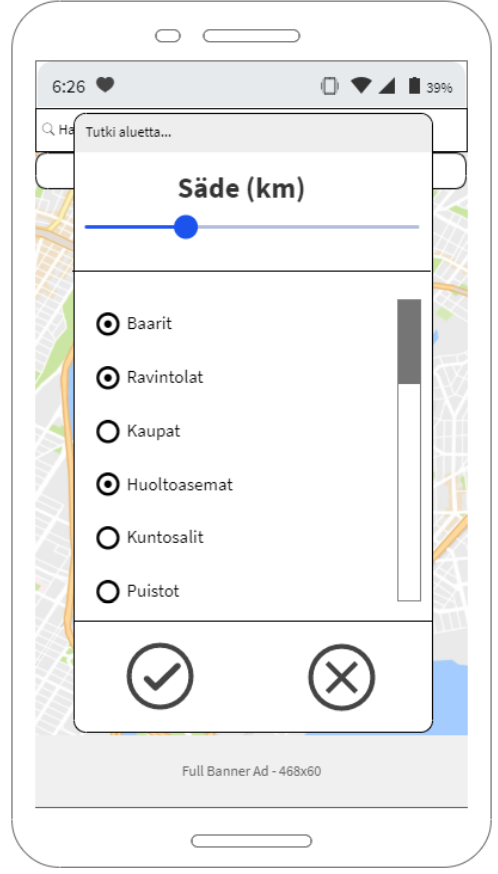 6:26
39%
Ha
Tutki aluetta...
Säde (km)
Baarit
Ravintolat
Kaupat
Huoltoasemat
Kuntosalit
Puistot
Full Banner Ad - 468x60